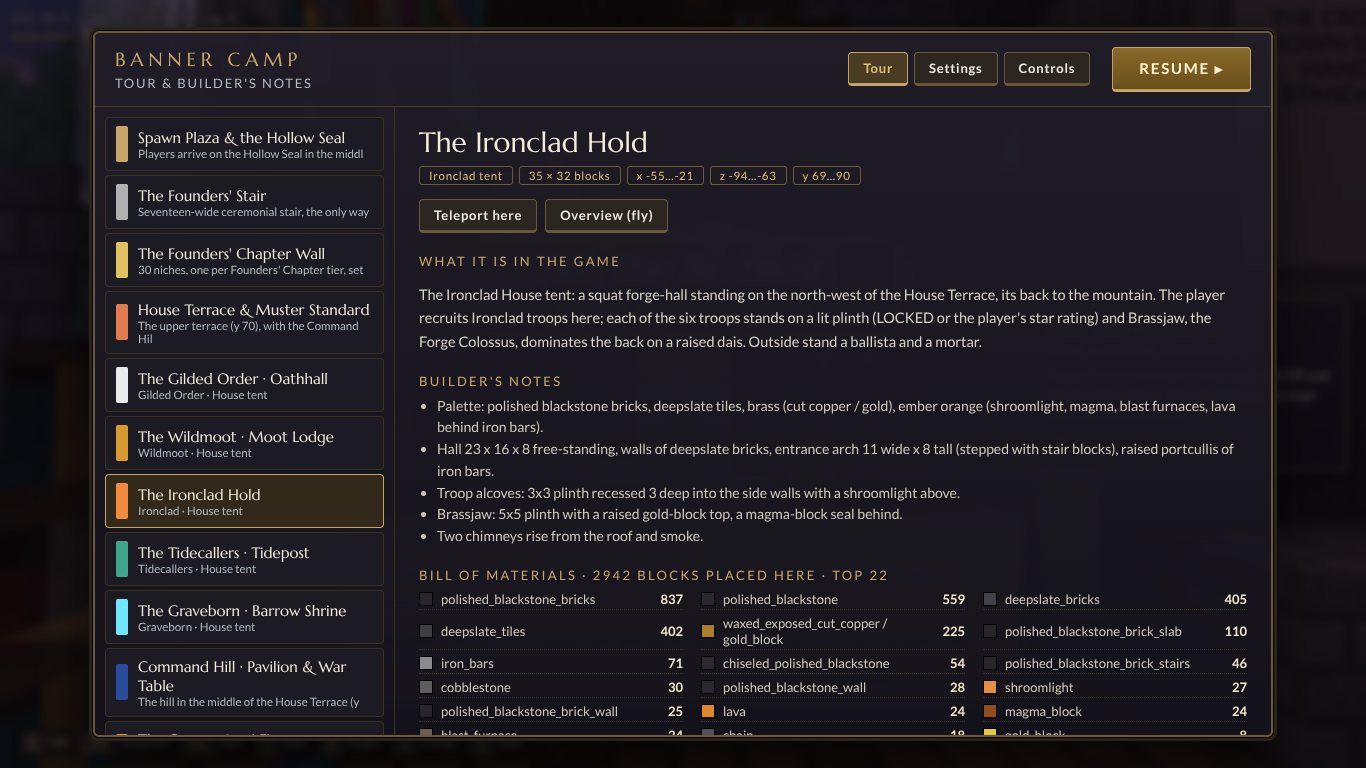 BANNER CAMP
TOUR & BUILDER'S NOTES
Tour
Settings
Controls
RESUME ▸
Spawn Plaza & the Hollow Seal
Players arrive on the Hollow Seal in the middl
The Founders' Stair
Seventeen-wide ceremonial stair, the only way
The Founders' Chapter Wall
30 niches, one per Founders' Chapter tier, set
House Terrace & Muster Standard
The upper terrace (y 70), with the Command
Hil
The Gilded Order · Oathhall
Gilded Order · House tent
The Wildmoot · Moot Lodge
Wildmoot · House tent
The Ironclad Hold
Ironclad · House tent
The Tidecallers · Tidepost
Tidecallers · House tent
The Graveborn · Barrow Shrine
Graveborn · House tent
Command Hill · Pavilion & War
Table
The hill in the middle of the House Terrace (y
The Ironclad Hold
Ironclad tent
35 × 32 blocks
x -55…-21
z -94…-63
y 69…90
Teleport here
Overview (fly)
WHAT IT IS IN THE GAME
The Ironclad House tent: a squat forge-hall standing on the north-west of the House Terrace, its back to the mountain. The player
recruits Ironclad troops here; each of the six troops stands on a lit plinth (LOCKED or the player's star rating) and Brassjaw, the
Forge Colossus, dominates the back on a raised dais. Outside stand a ballista and a mortar.
BUILDER'S NOTES
• Palette: polished blackstone bricks, deepslate tiles, brass (cut copper / gold), ember orange (shroomlight, magma, blast furnaces, lava
behind iron bars).
• Hall 23 x 16 x 8 free-standing, walls of deepslate bricks, entrance arch 11 wide x 8 tall (stepped with stair blocks), raised portcullis of
iron bars.
• Troop alcoves: 3x3 plinth recessed 3 deep into the side walls with a shroomlight above.
• Brassjaw: 5x5 plinth with a raised gold-block top, a magma-block seal behind.
• Two chimneys rise from the roof and smoke.
BILL OF MATERIALS · 2942 BLOCKS PLACED HERE · TOP 22
polished_blackstone_bricks 837
polished_blackstone 559
deepslate_bricks 405
deepslate_tiles 402
waxed_exposed_cut_copper /
gold_block 225
polished_blackstone_brick_slab 110
iron_bars 71
chiseled_polished_blackstone 54
polished_blackstone_brick_stairs 46
cobblestone 30
polished_blackstone_wall 28
shroomlight 27
polished_blackstone_brick_wall 25
lava 24
magma_block 24
blast_furnace 24
chain 18
gold_block 8